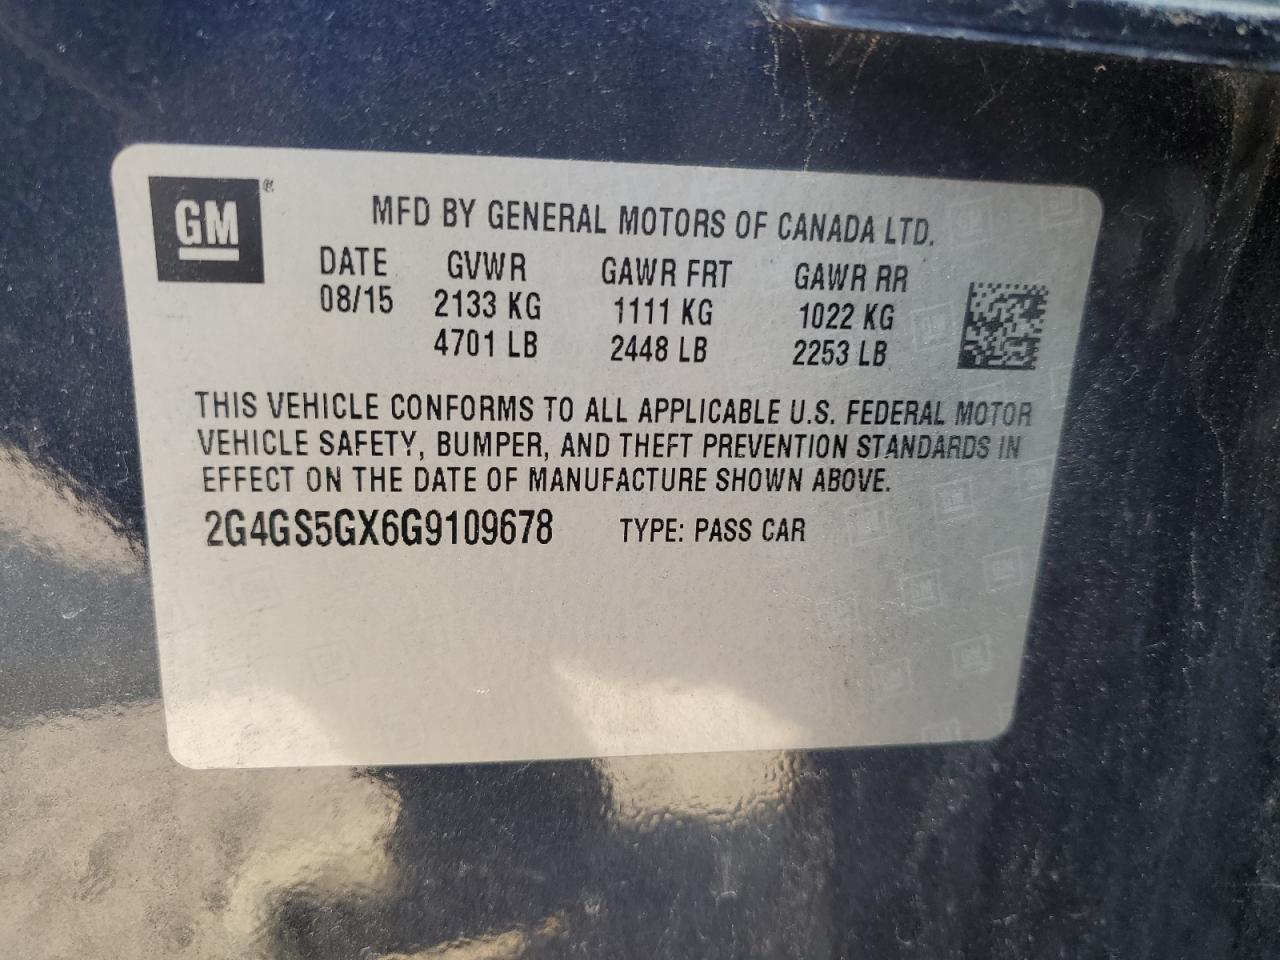 GM ®
MFD BY GENERAL MOTORS OF CANADA LTD.
DATE GVWR GAWR FRT GAWR RR
08/15 2133 KG 1111 KG 1022 KG
4701 LB 2448 LB 2253 LB
THIS VEHICLE CONFORMS TO ALL APPLICABLE U.S. FEDERAL MOTOR
VEHICLE SAFETY, BUMPER, AND THEFT PREVENTION STANDARDS IN
EFFECT ON THE DATE OF MANUFACTURE SHOWN ABOVE.
2G4GS5GX6G9109678 TYPE: PASS CAR